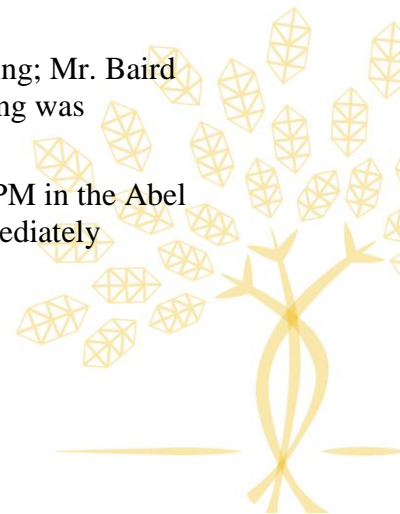 ng; Mr. Baird
ng was
PM in the Abel
ediately